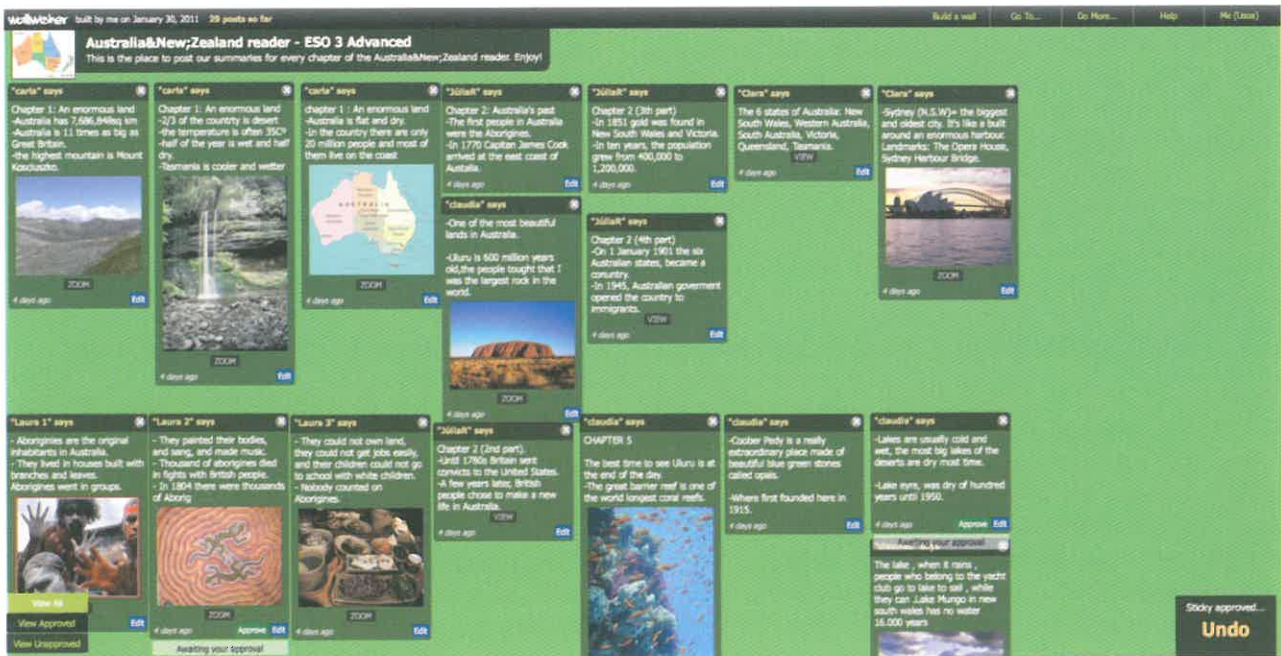 wallwisher built by me on January 30, 2011 29 posts so far
Build a wall Go To... Do More... Help Me (Usox)
Australia&New;Zealand reader - ESO 3 Advanced
This is the place to post our summaries for every chapter of the Australia&New;Zealand reader. Enjoy!
"carla" says
Chapter 1: An enormous land
-Australia has 7,686,848sq km
-Australia is 11 times as big as
Great Britain.
-the highest mountain is Mount
Kosciuszko.
ZOOM
4 days ago Edit
"carla" says
Chapter 1: An enormous land
-2/3 of the country is desert
-the temperature is often 35Cº
-half of the year is wet and half
dry.
-Tasmania is cooler and wetter
ZOOM
4 days ago Edit
"carla" says
chapter 1 : An enormous land
-Australia is flat and dry.
-In the country there are only
20 million people and most of
them live on the coast
AUSTRALIA
ZOOM
4 days ago Edit
"JúliaR" says
Chapter 2: Australia's past
-The first people in Australia
were the Aborigines.
-In 1770 Capitan James Cook
arrived at the east coast of
Australia.
4 days ago Edit
"JúliaR" says
Chapter 2 (3th part)
-In 1851 gold was found in
New South Wales and Victoria.
-In ten years, the population
grew from 400,000 to
1,200,000.
4 days ago Edit
"Clara" says
The 6 states of Australia: New
South Wales, Western Australia,
South Australia, Victoria,
Queensland, Tasmania.
VIEW
4 days ago Edit
"Clara" says
-Sydney (N.S.W)= the biggest
and oldest city. It's like a built
around an enormous harbour.
Landmarks: The Opera House,
Sydney Harbour Bridge.
ZOOM
4 days ago Edit
"claudia" says
-One of the most beautiful
lands in Australia.
-Uluru is 600 million years
old,the people tought that I
was the largest rock in the
world.
ZOOM
4 days ago Edit
"JúliaR" says
Chapter 2 (4th part)
-On 1 January 1901 the six
Australian states, became a
conuntry.
-In 1945, Australian goverment
opened the country to
immigrants.
VIEW
4 days ago Edit
"Laura 1" says
- Aboriginies are the original
inhabitants in Australia.
- They lived in houses built with
branches and leaves.
Aborigines went in groups.
Edit
"Laura 2" says
- They painted their bodies,
and sang, and made music.
- Thousand of aborigines died
in fights with British people.
- In 1804 there were thousands
of Aborig
ZOOM
4 days ago Approve Edit
Awaiting your approval
"Laura 3" says
- They could not own land,
they could not get jobs easily,
and their children could not go
to school with white children.
- Nobody counted on
Aborigines.
ZOOM
4 days ago Edit
"JúliaR" says
Chapter 2 (2nd part)
-Until 1780s Britain sent
convicts to the United States.
-A few years later, British
people chose to make a new
life in Australia.
VIEW
4 days ago Edit
"claudia" says
CHAPTER 5
The best time to see Uluru is at
the end of the day.
-The great barrier reef is one of
the world longest coral reefs.
"claudia" says
-Coober Pedy is a really
extraordinary place made of
beautiful blue green stones
called opals.
-Where first founded here in
1915.
4 days ago Edit
"claudia" says
-Lakes are usually cold and
wet, the most big lakes of the
deserts are dry most time.
-Lake eyre, was dry of hundred
years until 1950.
4 days ago Approve Edit
Awaiting your approval
The lake , when it rains ,
people who belong to the yacht
club go to lake to sail , while
they can .Lake Mungo in new
south wales has no water
16.000 years
View All
View Approved
View Unapproved
Sticky approved...
Undo